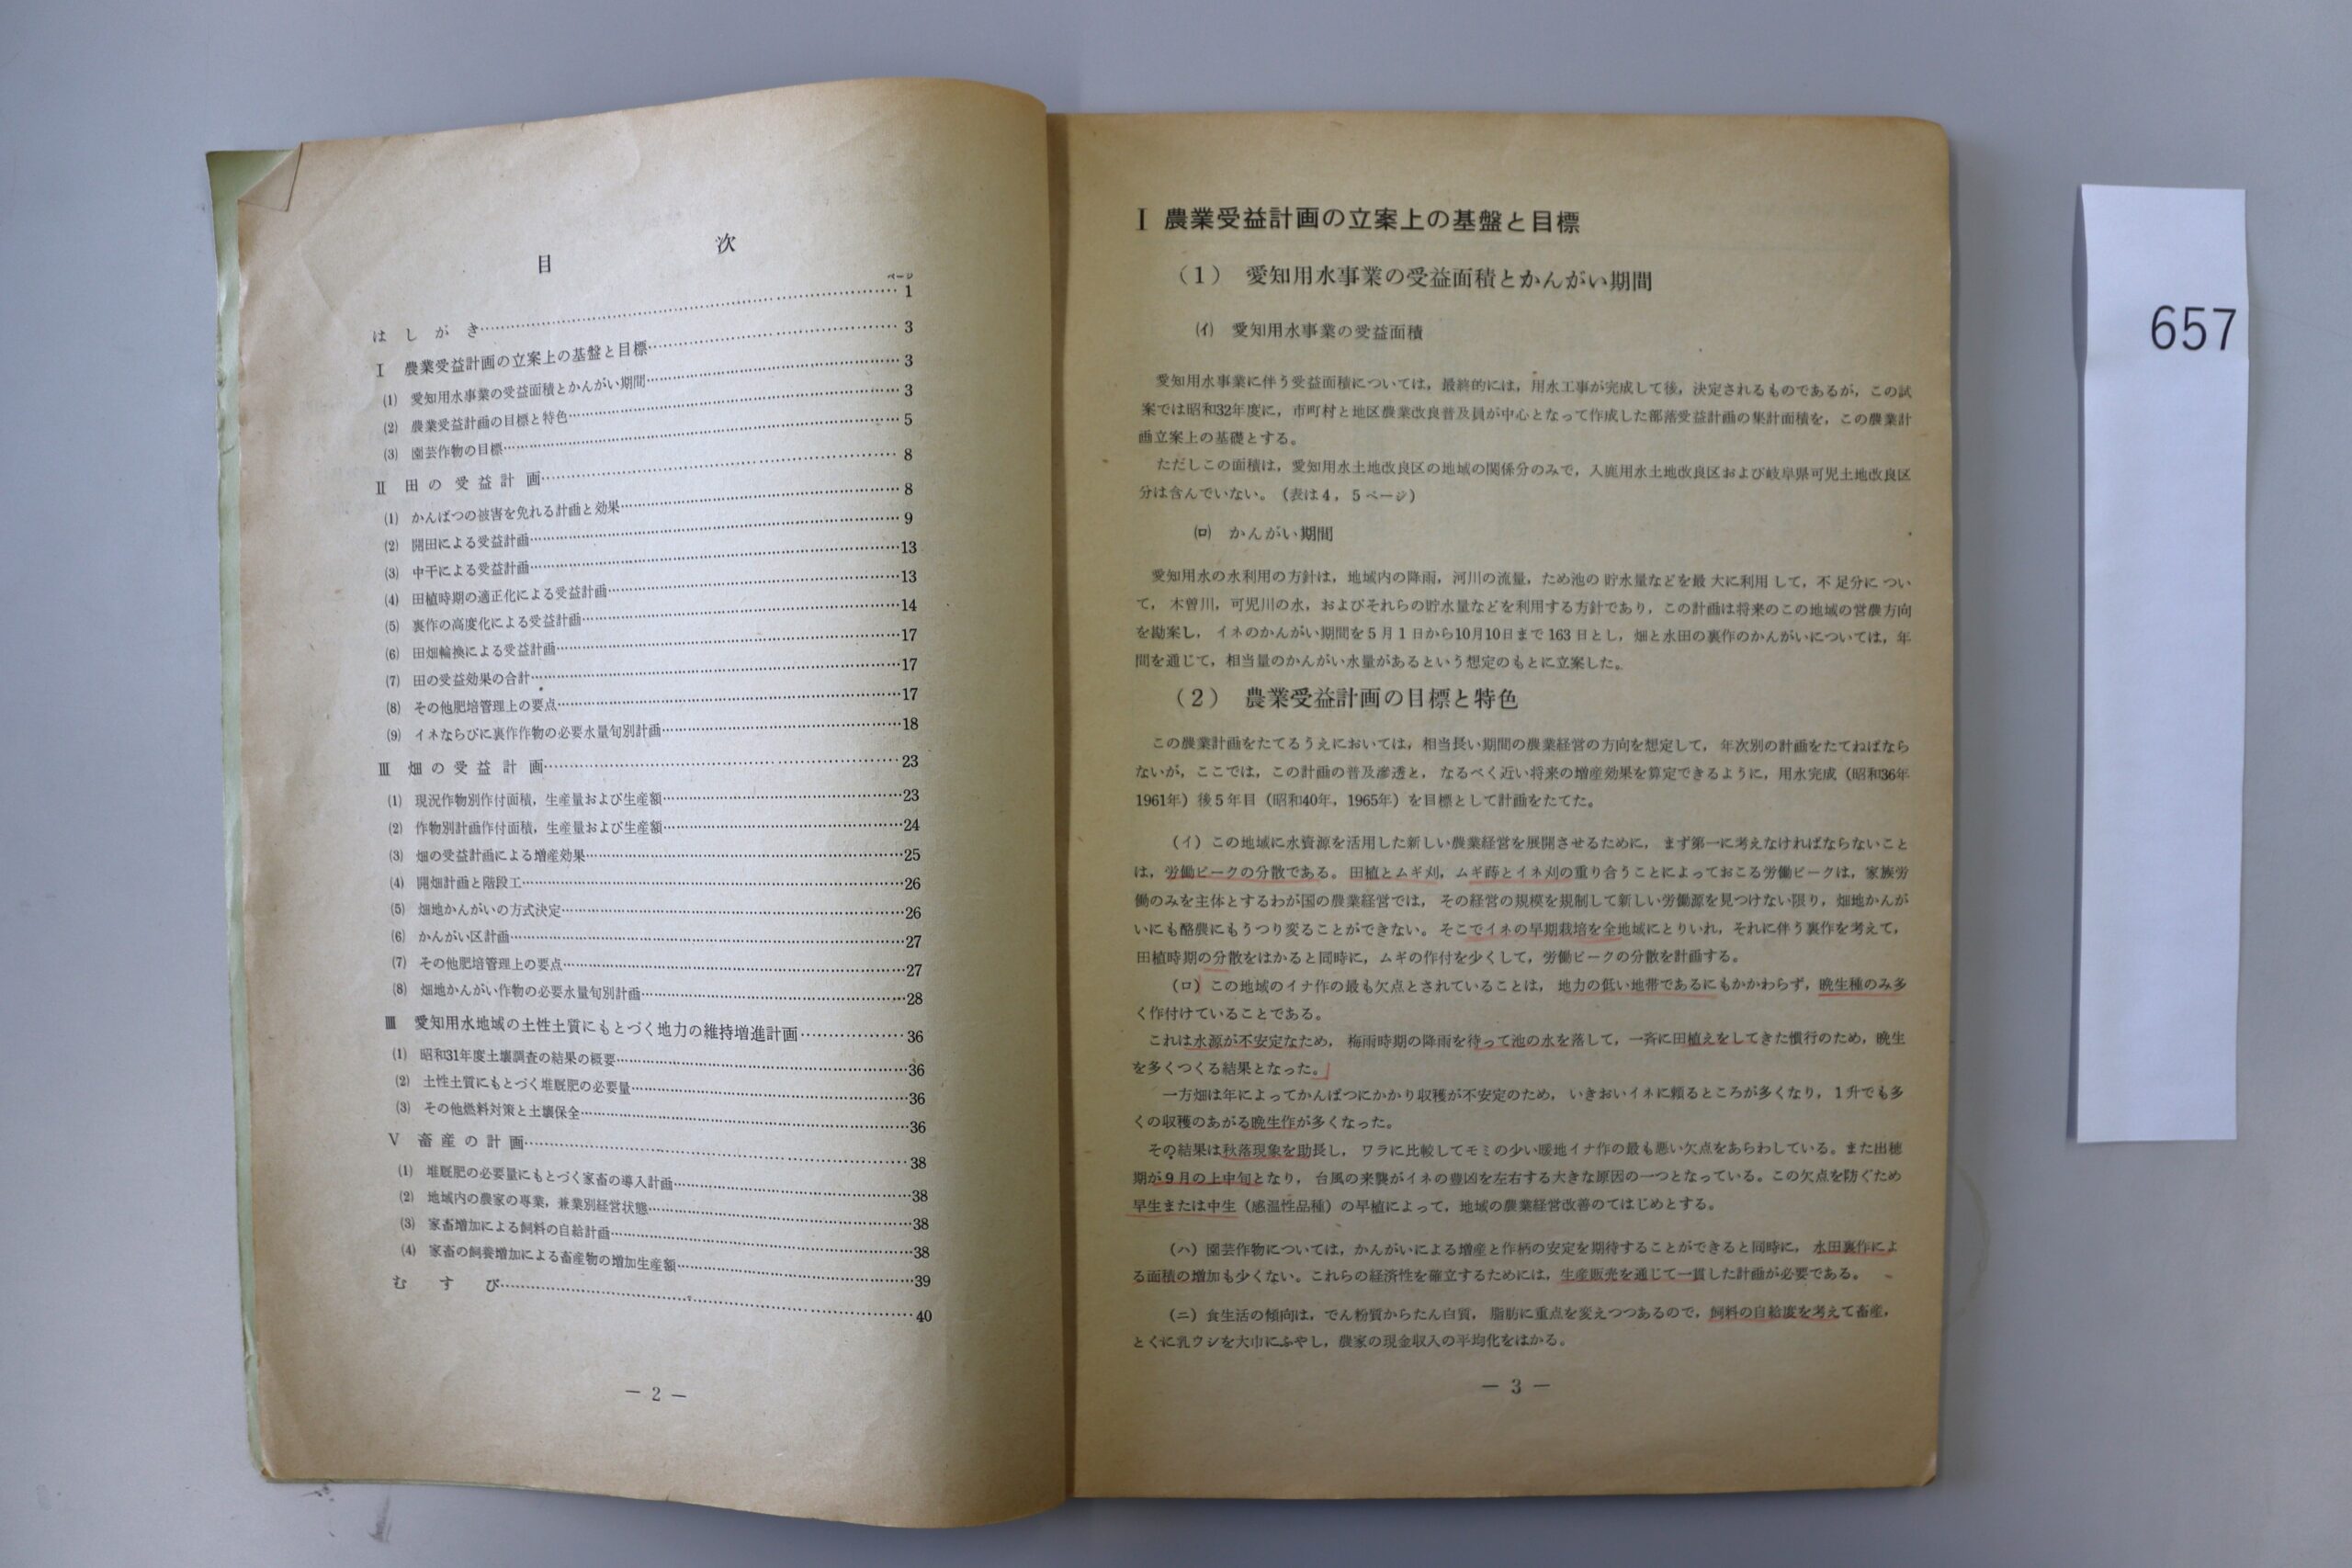 目次
ページ
はしがき……1
Ⅰ 農業受益計画の立案上の基盤と目標……3
(1) 愛知用水事業の受益面積とかんがい期間……3
(2) 農業受益計画の目標と特色……3
(3) 園芸作物の目標……5
Ⅱ 田の受益計画……8
(1) かんばつの被害を免れる計画と効果……8
(2) 開田による受益計画……9
(3) 中干による受益計画……13
(4) 田植時期の適正化による受益計画……13
(5) 裏作の高度化による受益計画……14
(6) 田畑輪換による受益計画……17
(7) 田の受益効果の合計……17
(8) その他肥培管理上の要点……17
(9) イネならびに裏作作物の必要水量旬別計画……18
Ⅲ 畑の受益計画……23
(1) 現況作物別作付面積，生産量および生産額……23
(2) 作物別計画作付面積，生産量および生産額……24
(3) 畑の受益計画による増産効果……25
(4) 開畑計画と階段工……26
(5) 畑地かんがいの方式決定……26
(6) かんがい区計画……27
(7) その他肥培管理上の要点……27
(8) 畑地かんがい作物の必要水量旬別計画……28
Ⅲ 愛知用水地域の土性土質にもとづく地力の維持増進計画……36
(1) 昭和31年度土壌調査の結果の概要……36
(2) 土性土質にもとづく堆厩肥の必要量……36
(3) その他燃料対策と土壌保全……36
Ⅴ 畜産の計画……38
(1) 堆厩肥の必要量にもとづく家畜の導入計画……38
(2) 地域内の農家の専業，兼業別経営状態……38
(3) 家畜増加による飼料の自給計画……38
(4) 家畜の飼養増加による畜産物の増加生産額……39
むすび……40
— 2 —
Ⅰ 農業受益計画の立案上の基盤と目標
（1） 愛知用水事業の受益面積とかんがい期間
(イ) 愛知用水事業の受益面積
愛知用水事業に伴う受益面積については，最終的には，用水工事が完成して後，決定されるものであるが，この試
案では昭和32年度に，市町村と地区農業改良普及員が中心となって作成した部落受益計画の集計面積を，この農業計
画立案上の基礎とする。
ただしこの面積は，愛知用水土地改良区の地域の関係分のみで，入鹿用水土地改良区および岐阜県可児土地改良区
分は含んでいない。（表は4，5ページ）
(ロ) かんがい期間
愛知用水の水利用の方針は，地域内の降雨，河川の流量，ため池の貯水量などを最大に利用して，不足分につい
て，木曽川，可児川の水，およびそれらの貯水量などを利用する方針であり，この計画は将来のこの地域の営農方向
を勘案し，イネのかんがい期間を5月1日から10月10日まで163日とし，畑と水田の裏作のかんがいについては，年
間を通じて，相当量のかんがい水量があるという想定のもとに立案した。
（2） 農業受益計画の目標と特色
この農業計画をたてるうえにおいては，相当長い期間の農業経営の方向を想定して，年次別の計画をたてねばなら
ないが，ここでは，この計画の普及滲透と，なるべく近い将来の増産効果を算定できるように，用水完成（昭和36年
1961年）後5年目（昭和40年，1965年）を目標として計画をたてた。
（イ）この地域に水資源を活用した新しい農業経営を展開させるために，まず第一に考えなければならないこと
は，労働ピークの分散である。田植とムギ刈，ムギ蒔とイネ刈の重り合うことによっておこる労働ピークは，家族労
働のみを主体とするわが国の農業経営では，その経営の規模を規制して新しい労働源を見つけない限り，畑地かんが
いにも酪農にもうつり変ることができない。そこでイネの早期栽培を全地域にとりいれ，それに伴う裏作を考えて，
田植時期の分散をはかると同時に，ムギの作付を少くして，労働ピークの分散を計画する。
（ロ）この地域のイナ作の最も欠点とされていることは，地力の低い地帯であるにもかかわらず，晩生種のみ多
く作付けていることである。
これは水源が不安定なため，梅雨時期の降雨を待って池の水を落して，一斉に田植えをしてきた慣行のため，晩生
を多くつくる結果となった。
一方畑は年によってかんばつにかかり収穫が不安定のため，いきおいイネに頼るところが多くなり，1升でも多
くの収穫のあがる晩生作が多くなった。
その結果は秋落現象を助長し，ワラに比較してモミの少い暖地イナ作の最も悪い欠点をあらわしている。また出穂
期が9月の上中旬となり，台風の来襲がイネの豊凶を左右する大きな原因の一つとなっている。この欠点を防ぐため
早生または中生（感温性品種）の早植によって，地域の農業経営改善のてはじめとする。
（ハ）園芸作物については，かんがいによる増産と作柄の安定を期待することができると同時に，水田裏作によ
る面積の増加も少くない。これらの経済性を確立するためには，生産販売を通じて一貫した計画が必要である。
（ニ）食生活の傾向は，でん粉質からたん白質，脂肪に重点を変えつつあるので，飼料の自給度を考えて畜産，
とくに乳ウシを大巾にふやし，農家の現金収入の平均化をはかる。
— 3 —
657